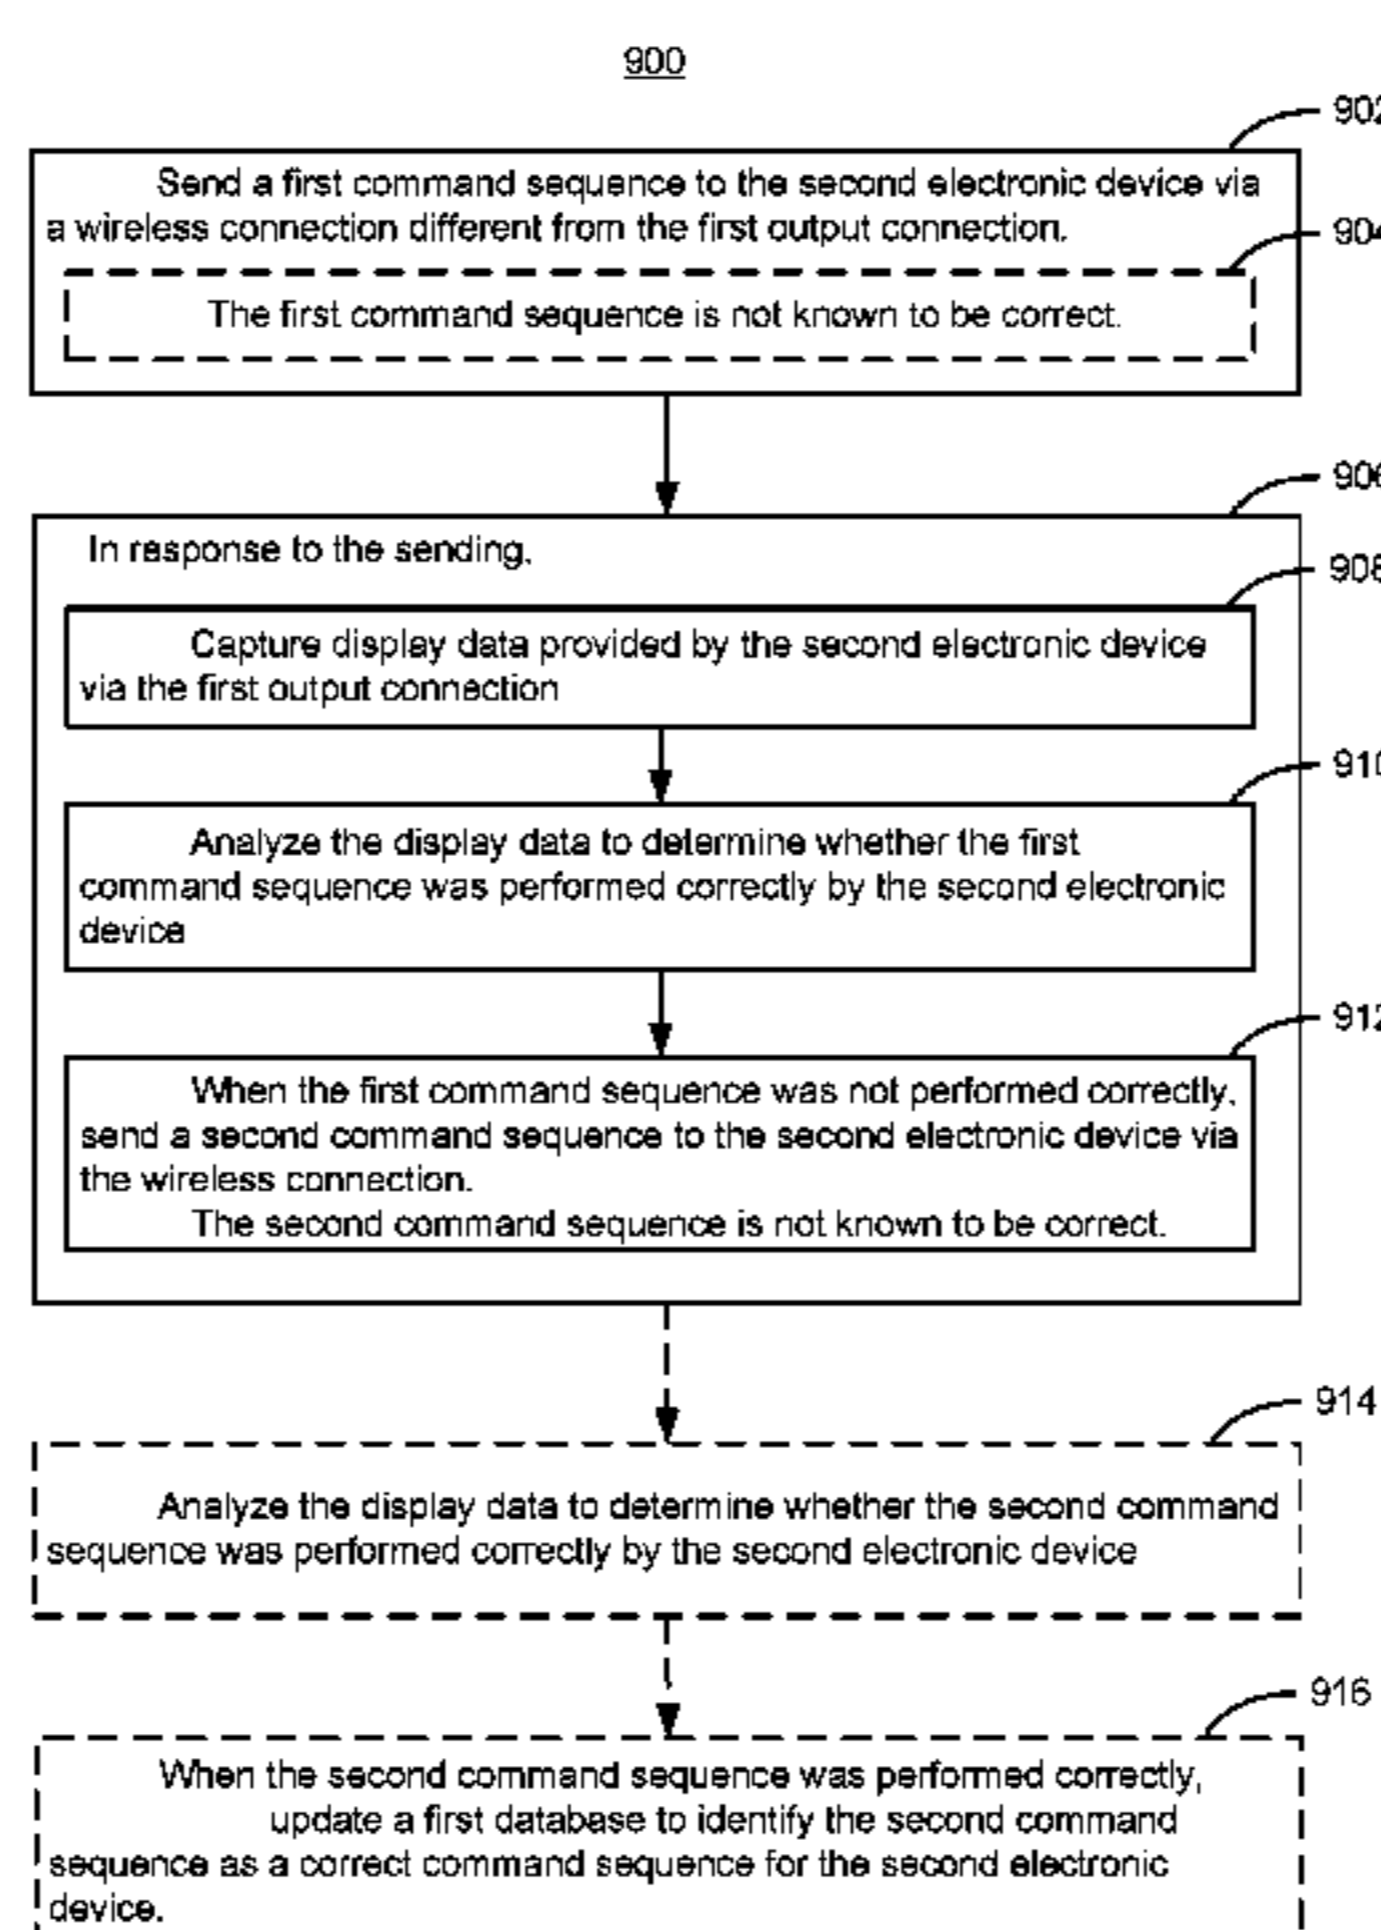 900
902
Send a first command sequence to the second electronic device via
a wireless connection different from the first output connection.
904
The first command sequence is not known to be correct.
906
In response to the sending,
908
Capture display data provided by the second electronic device
via the first output connection
910
Analyze the display data to determine whether the first
command sequence was performed correctly by the second electronic
device
912
When the first command sequence was not performed correctly,
send a second command sequence to the second electronic device via
the wireless connection.
The second command sequence is not known to be correct.
914
Analyze the display data to determine whether the second command
sequence was performed correctly by the second electronic device
916
When the second command sequence was performed correctly,
update a first database to identify the second command
sequence as a correct command sequence for the second electronic
device.